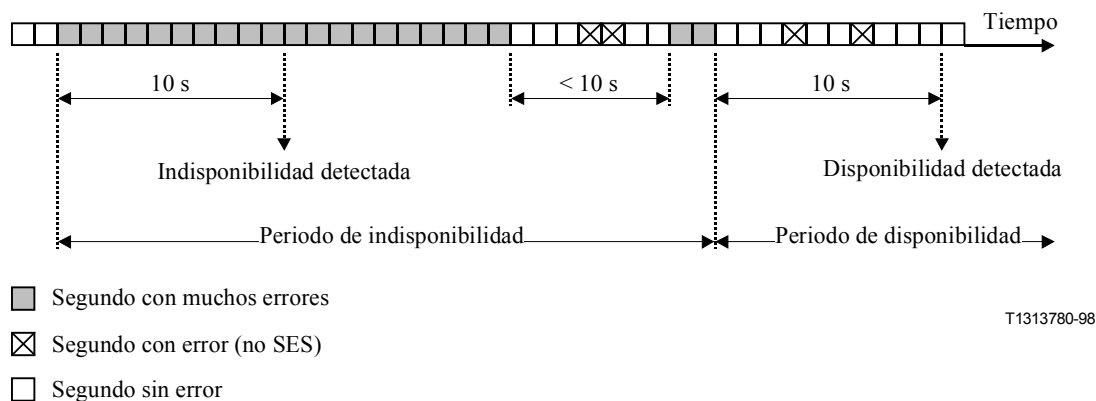 Tiempo
10 s
< 10 s
10 s
Indisponibilidad detectada
Disponibilidad detectada
Periodo de indisponibilidad
Periodo de disponibilidad
Segundo con muchos errores
T1313780-98
Segundo con error (no SES)
Segundo sin error